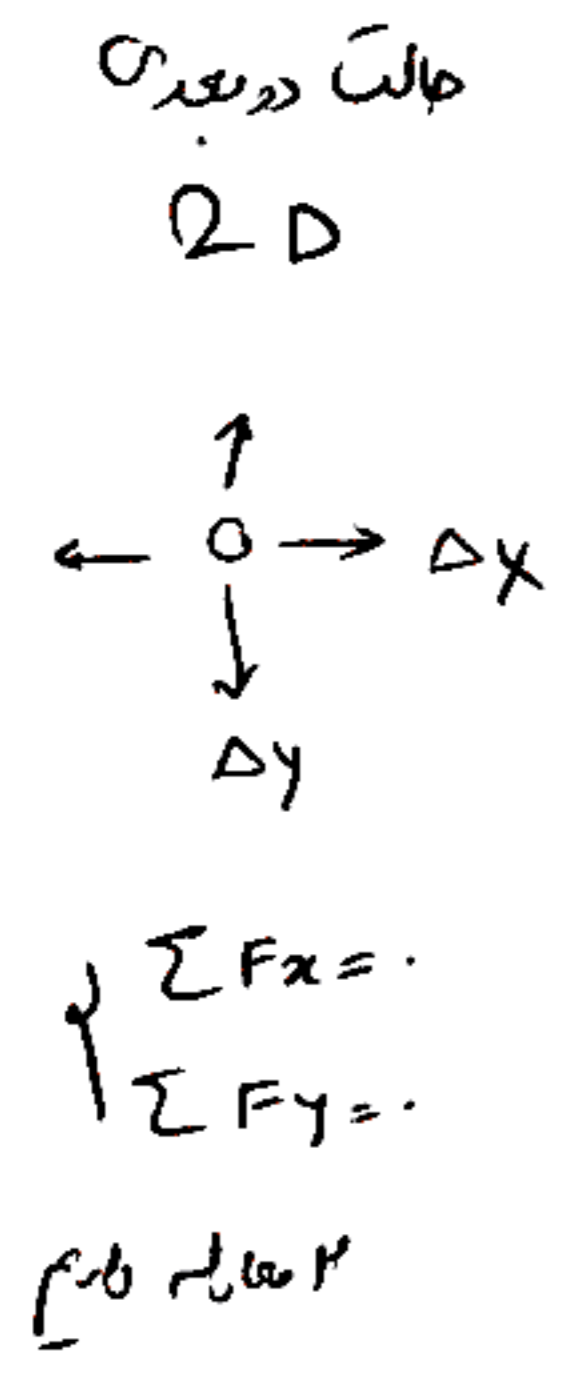 حالت دو بعدی
2D
Δx
Δy
ΣFx = ۰
ΣFy = ۰
۲ معادله داریم